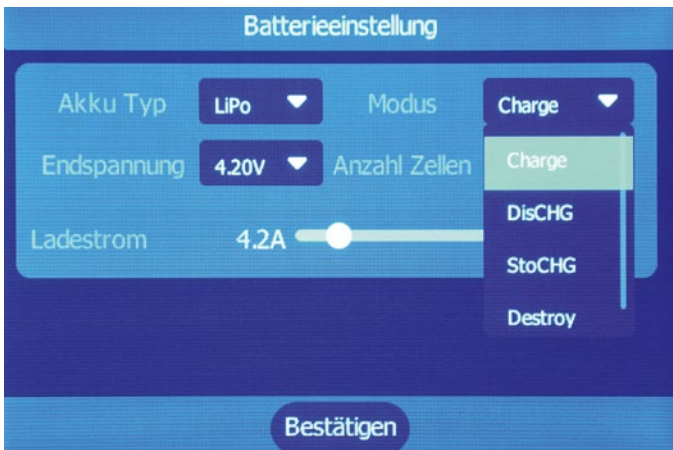 Batterieeinstellung
Akku Typ LiPo Modus Charge
Endspannung 4.20V Anzahl Zellen Charge
DisCHG
Ladestrom 4.2A
StoCHG
Destroy
Bestätigen